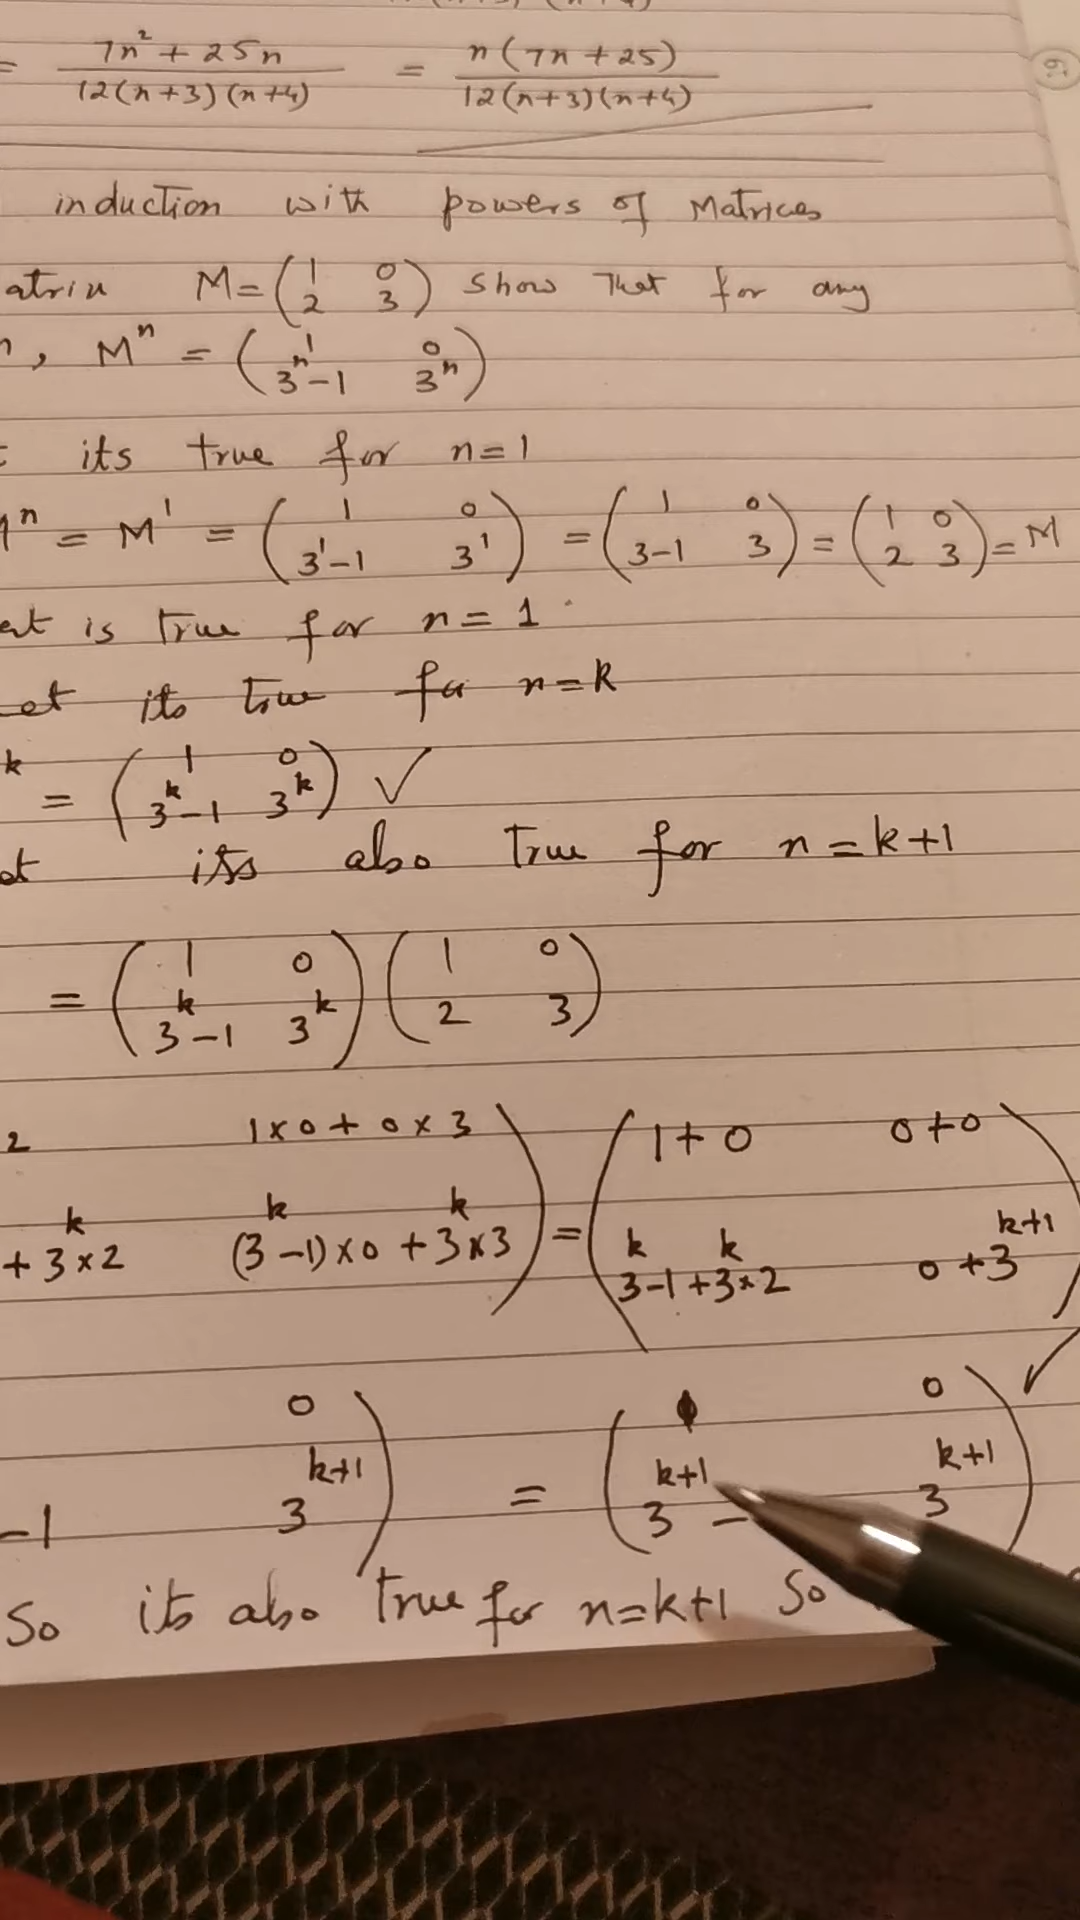 = 7n² + 25n / 12(n+3)(n+4) = n(7n+25) / 12(n+3)(n+4)
induction with powers of Matrices
atrix M = (1 0 / 2 3) show that for any
n, Mⁿ = (1 0 / 3ⁿ-1 3ⁿ)
its true for n=1
Mⁿ = M¹ = (1 0 / 3¹-1 3¹) = (1 0 / 3-1 3) = (1 0 / 2 3) = M
is true for n=1
et its true for n=k
k = (1 0 / 3ᵏ-1 3ᵏ) ✓
at its also true for n=k+1
= (1 0 / 3ᵏ-1 3ᵏ)(1 0 / 2 3)
2 1×0+0×3) = (1+0 0+0
+3ᵏ×2 (3ᵏ-1)×0+3ᵏ×3) = 3ᵏ-1+3ᵏ×2 0+3ᵏ⁺¹)
0) = (1 0) ✓
-1 3ᵏ⁺¹) = (3ᵏ⁺¹ - 3ᵏ⁺¹)
So its also true for n=k+1 So